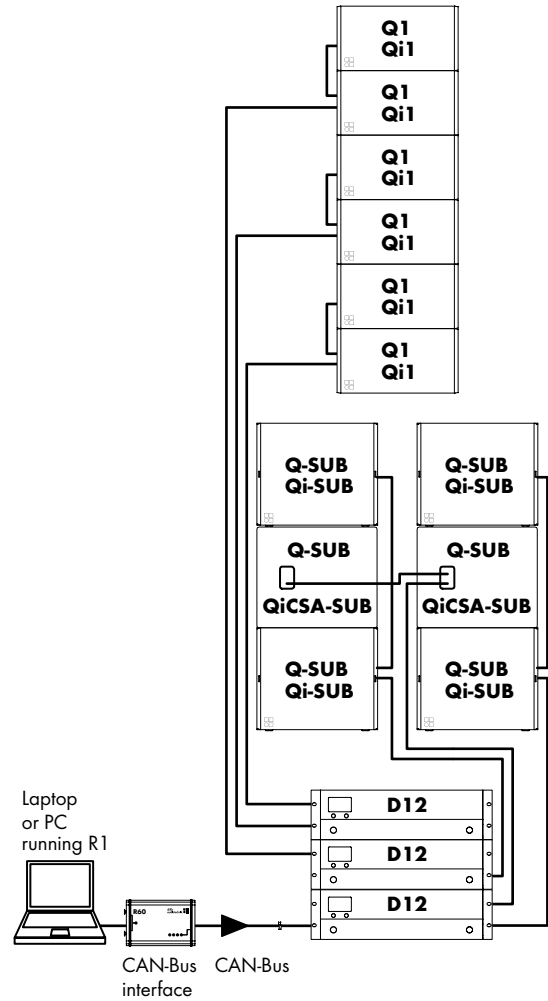 Q1
Qi1
Q1
Qi1
Q1
Qi1
Q1
Qi1
Q1
Qi1
Q1
Qi1
Q-SUB
Qi-SUB
Q-SUB
Qi-SUB
Q-SUB
QiCSA-SUB
Q-SUB
QiCSA-SUB
Q-SUB
Qi-SUB
Q-SUB
Qi-SUB
D12
D12
D12
Laptop
or PC
running R1
R60
CAN-Bus
interface
CAN-Bus